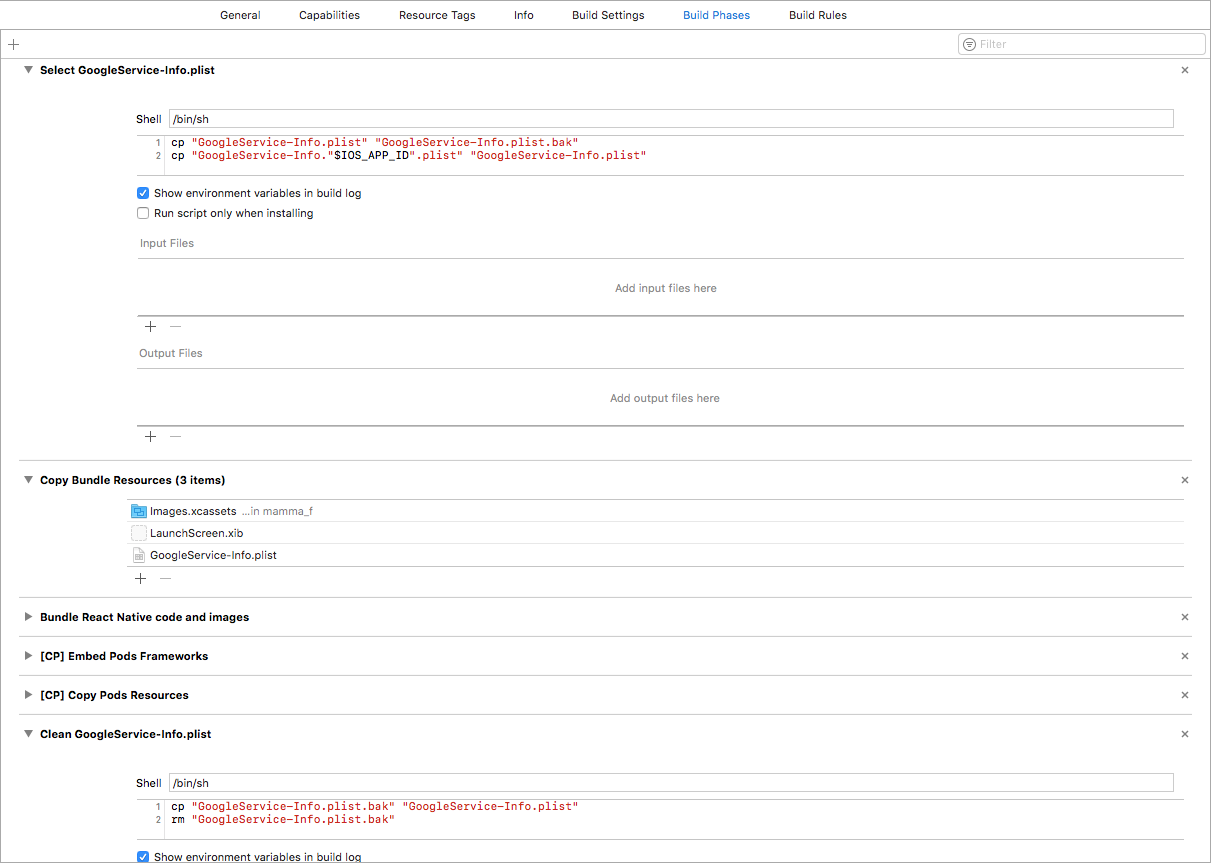 General Capabilities Resource Tags Info Build Settings Build Phases Build Rules
Filter
Select GoogleService-Info.plist
Shell /bin/sh
1 cp "GoogleService-Info.plist" "GoogleService-Info.plist.bak"
2 cp "GoogleService-Info."$IOS_APP_ID".plist" "GoogleService-Info.plist"
Show environment variables in build log
Run script only when installing
Input Files
Add input files here
Output Files
Add output files here
Copy Bundle Resources (3 items)
Images.xcassets ...in mamma_f
LaunchScreen.xib
GoogleService-Info.plist
Bundle React Native code and images
[CP] Embed Pods Frameworks
[CP] Copy Pods Resources
Clean GoogleService-Info.plist
Shell /bin/sh
1 cp "GoogleService-Info.plist.bak" "GoogleService-Info.plist"
2 rm "GoogleService-Info.plist.bak"
Show environment variables in build log